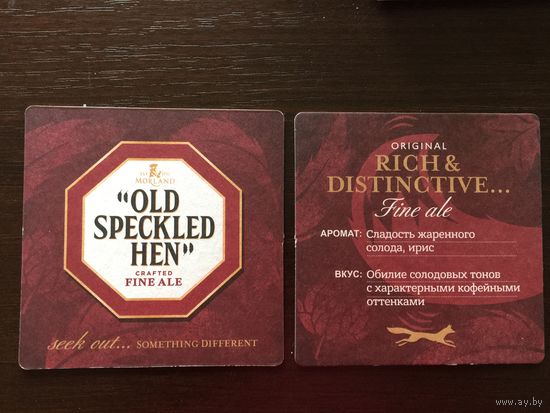 MORLAND
"OLD
SPECKLED
HEN"
CRAFTED
FINE ALE
seek out... SOMETHING DIFFERENT
ORIGINAL
RICH &
DISTINCTIVE...
Fine ale
АРОМАТ: Сладость жаренного
солода, ирис
ВКУС: Обилие солодовых тонов
с характерными кофейными
оттенками
www.ay.by